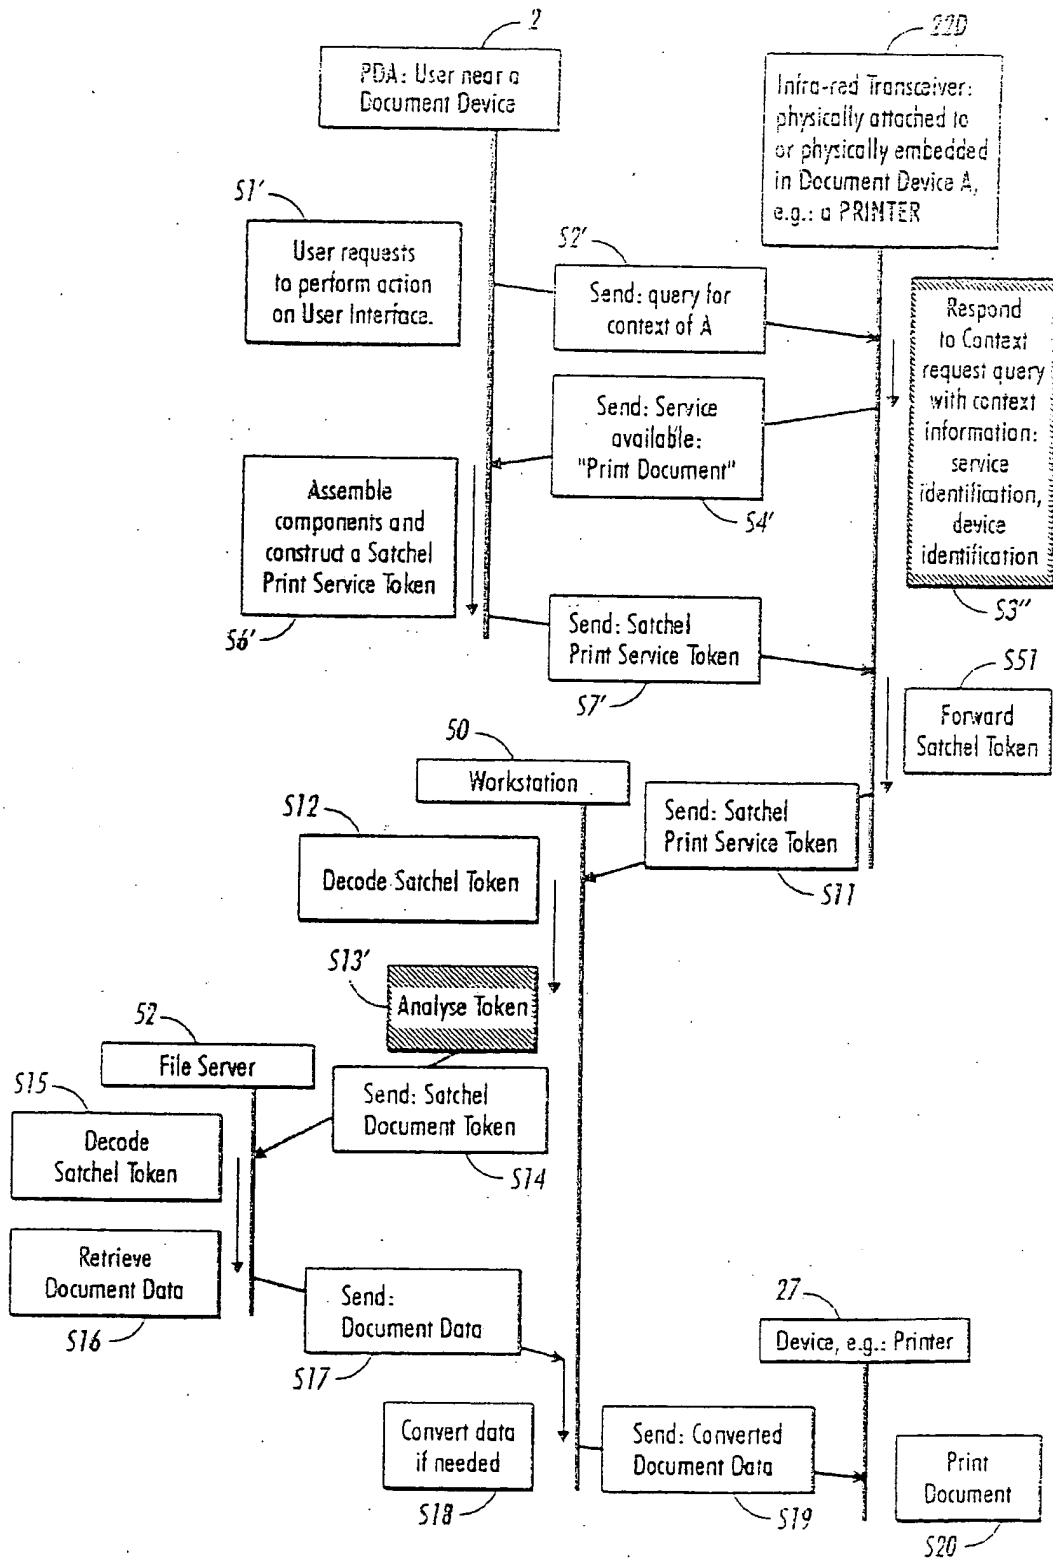 2
PDA: User near a
Document Device
22D
Infra-red Transceiver:
physically attached to
or physically embedded
in Document Device A,
e.g.: a PRINTER
S1'
User requests
to perform action
on User Interface.
S2'
Send: query for
context of A
Respond
to Context
request query
with context
information:
service
identification,
device
identification
S3''
Send: Service
available:
"Print Document"
S4'
Assemble
components and
construct a Satchel
Print Service Token
S6'
Send: Satchel
Print Service Token
S7'
S51
Forward
Satchel Token
50
Workstation
Send: Satchel
Print Service Token
S11
S12
Decode Satchel Token
S13'
Analyse Token
52
File Server
Send: Satchel
Document Token
S14
S15
Decode
Satchel Token
Retrieve
Document Data
S16
Send:
Document Data
S17
27
Device, e.g.: Printer
Convert data
if needed
S18
Send: Converted
Document Data
S19
Print
Document
S20